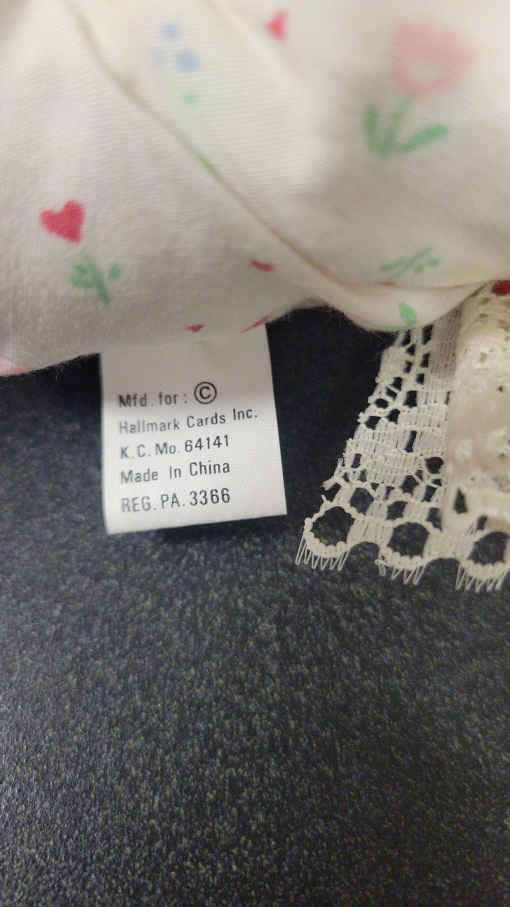 Mfd. for: ©
Hallmark Cards Inc.
K.C. Mo. 64141
Made In China
REG. PA. 3366